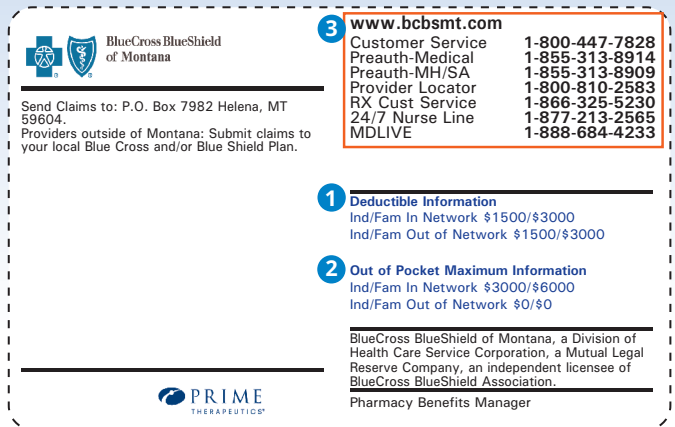 BlueCross BlueShield
of Montana
Send Claims to: P.O. Box 7982 Helena, MT
59604.
Providers outside of Montana: Submit claims to
your local Blue Cross and/or Blue Shield Plan.
PRIME
THERAPEUTICS®
3
www.bcbsmt.com
Customer Service 1-800-447-7828
Preauth-Medical 1-855-313-8914
Preauth-MH/SA 1-855-313-8909
Provider Locator 1-800-810-2583
RX Cust Service 1-866-325-5230
24/7 Nurse Line 1-877-213-2565
MDLIVE 1-888-684-4233
1
Deductible Information
Ind/Fam In Network $1500/$3000
Ind/Fam Out of Network $1500/$3000
2
Out of Pocket Maximum Information
Ind/Fam In Network $3000/$6000
Ind/Fam Out of Network $0/$0
BlueCross BlueShield of Montana, a Division of
Health Care Service Corporation, a Mutual Legal
Reserve Company, an independent licensee of
BlueCross BlueShield Association.
Pharmacy Benefits Manager